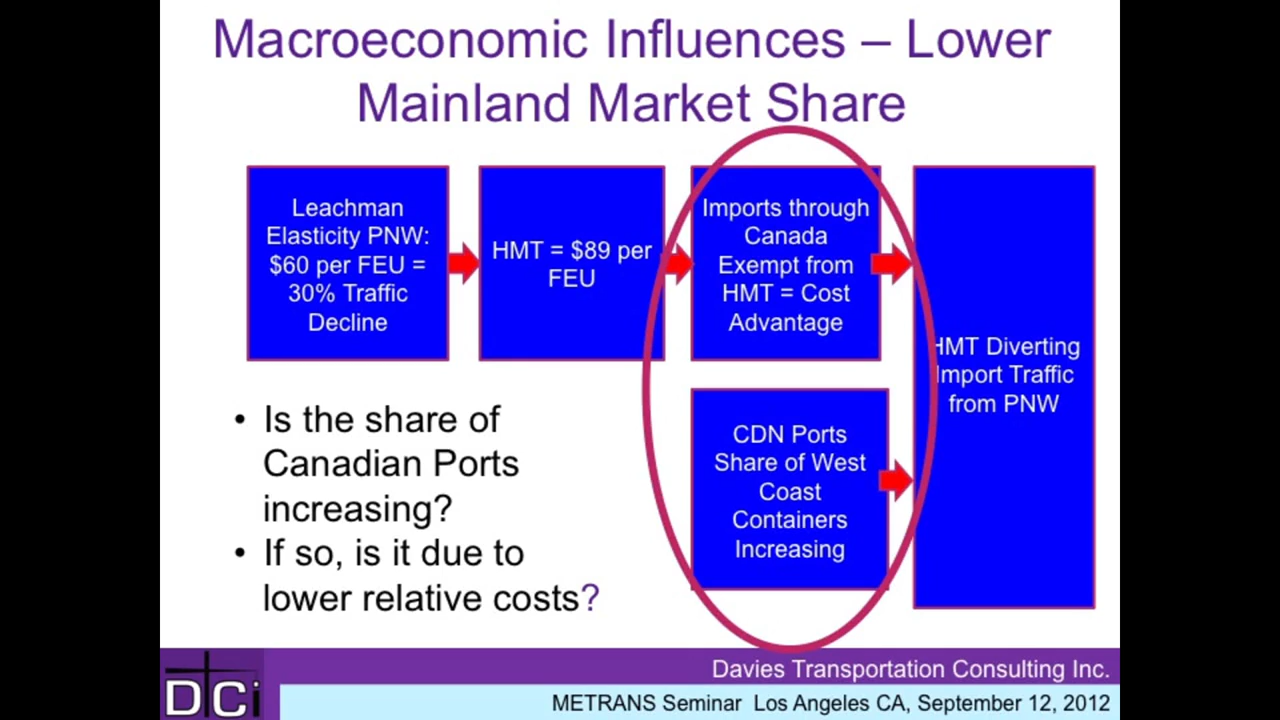 Macroeconomic Influences – Lower
Mainland Market Share
Leachman
Elasticity PNW:
$60 per FEU =
30% Traffic
Decline
HMT = $89 per
FEU
Imports through
Canada
Exempt from
HMT = Cost
Advantage
CDN Ports
Share of West
Coast
Containers
Increasing
HMT Diverting
Import Traffic
from PNW
• Is the share of
Canadian Ports
increasing?
• If so, is it due to
lower relative costs?
Davies Transportation Consulting Inc.
METRANS Seminar Los Angeles CA, September 12, 2012
DTCi